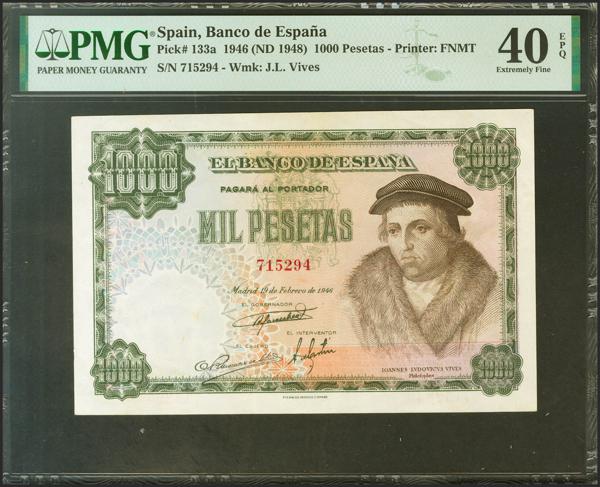 PMG
PAPER MONEY GUARANTY
Spain, Banco de España
Pick# 133a 1946 (ND 1948) 1000 Pesetas - Printer: FNMT
S/N 715294 - Wmk: J.L. Vives
40 EPQ
Extremely Fine
1000 1000
EL BANCO DE ESPAÑA
PAGARÁ AL PORTADOR
MIL PESETAS
715294
Madrid 19 de Febrero de 1946
EL GOBERNADOR
EL INTERVENTOR
EL CAJERO
IOANNES LVDOVICVS VIVES
Philosophus
1000 1000